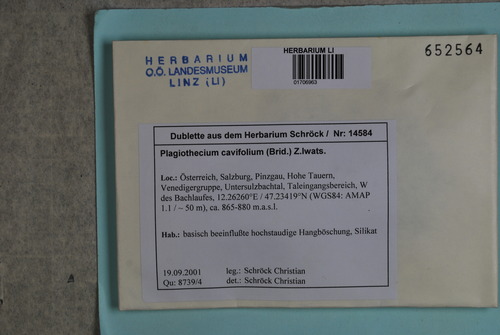 HERBARIUM
O.Ö. LANDESMUSEUM
LINZ (LI)
HERBARIUM LI
01706963
652564
Dublette aus dem Herbarium Schröck / Nr: 14584
Plagiothecium cavifolium (Brid.) Z.Iwats.
Loc.: Österreich, Salzburg, Pinzgau, Hohe Tauern,
Venedigergruppe, Untersulzbachtal, Taleingangsbereich, W
des Bachlaufes, 12.26260°E / 47.23419°N (WGS84: AMAP
1.1 / ~ 50 m), ca. 865-880 m.a.s.l.
Hab.: basisch beeinflußte hochstaudige Hangböschung, Silikat
19.09.2001 leg.: Schröck Christian
Qu: 8739/4 det.: Schröck Christian